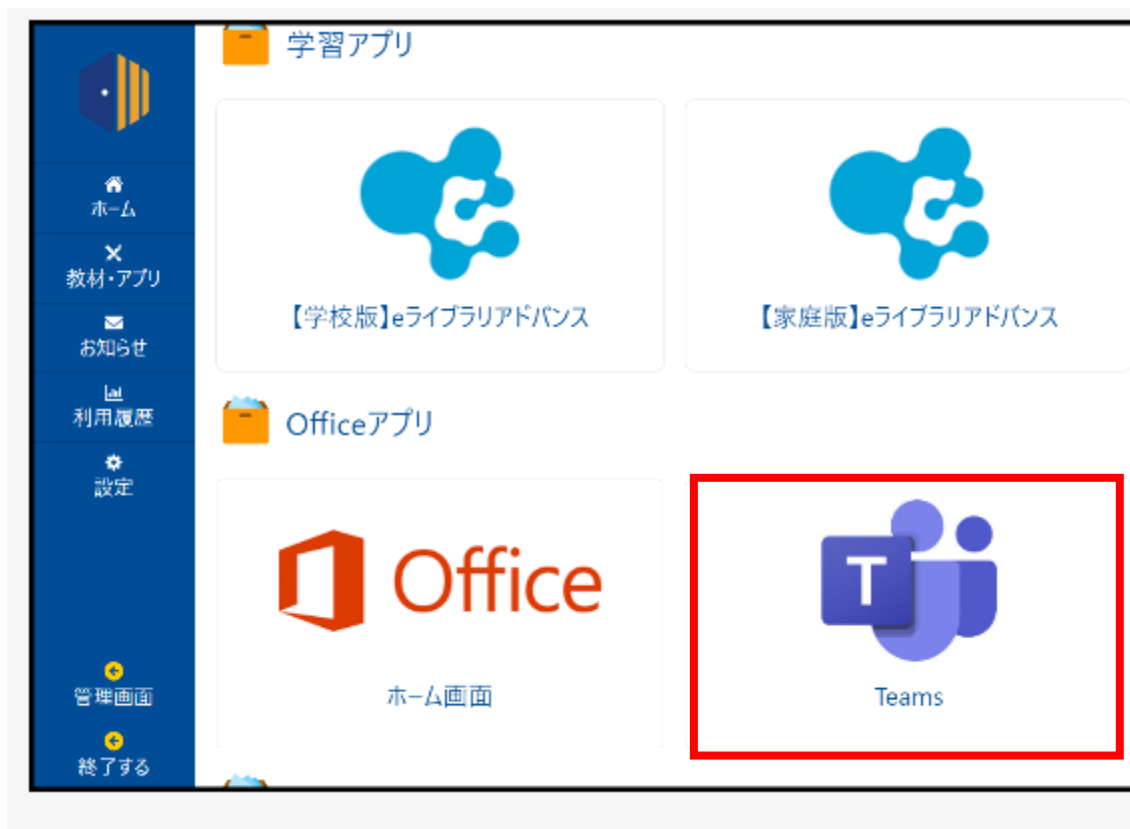 学習アプリ
【学校版】eライブラリアドバンス
【家庭版】eライブラリアドバンス
Officeアプリ
Office
ホーム画面
T
Teams
ホーム
教材・アプリ
お知らせ
利用履歴
設定
管理画面
終了する